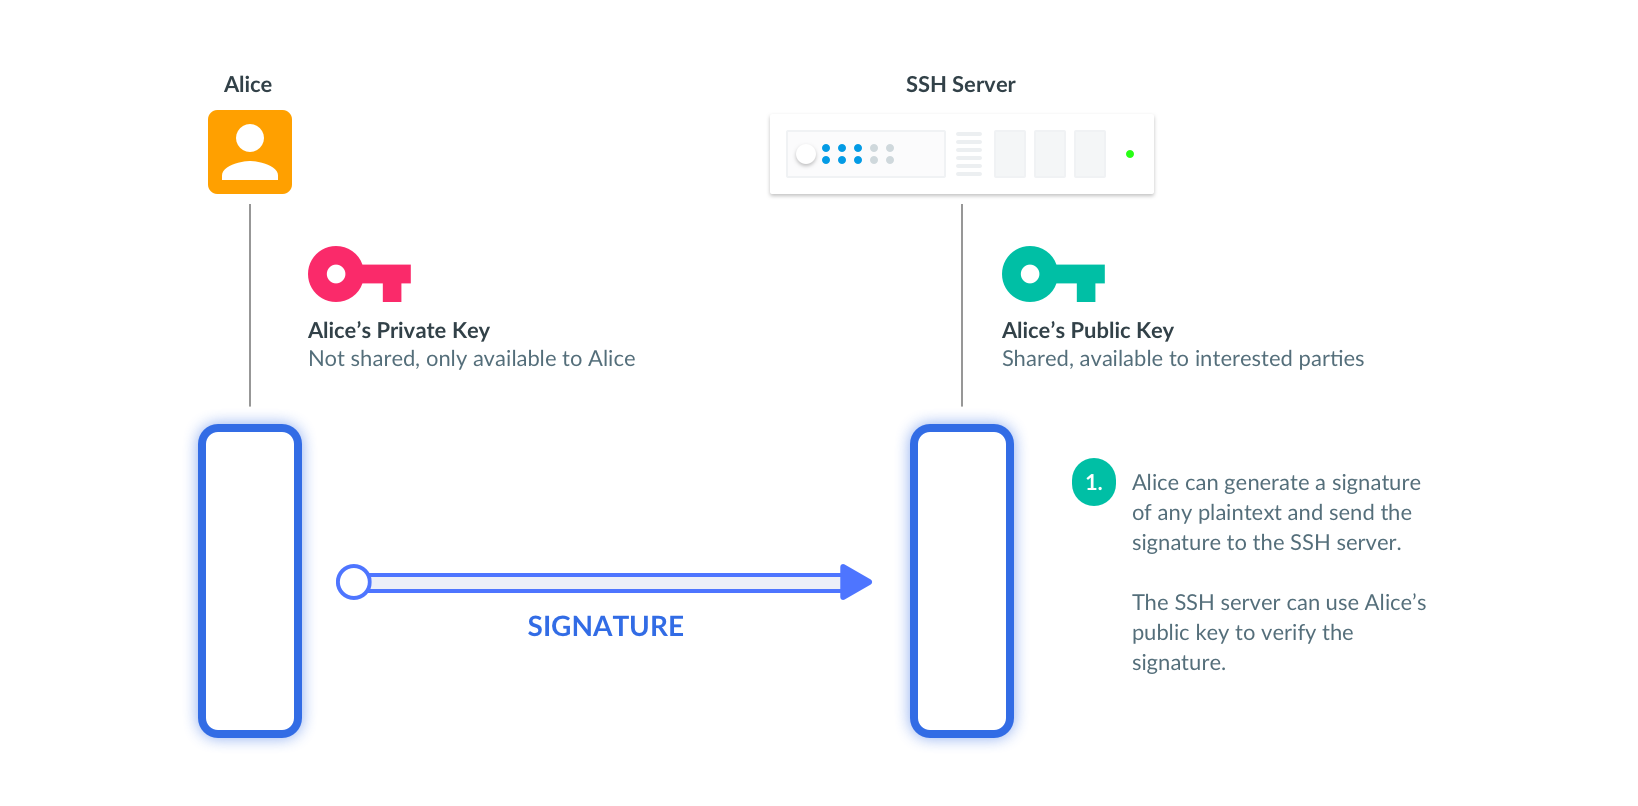 Alice
SSH Server
Alice’s Private Key
Not shared, only available to Alice
Alice’s Public Key
Shared, available to interested parties
SIGNATURE
1.
Alice can generate a signature
of any plaintext and send the
signature to the SSH server.
The SSH server can use Alice’s
public key to verify the
signature.